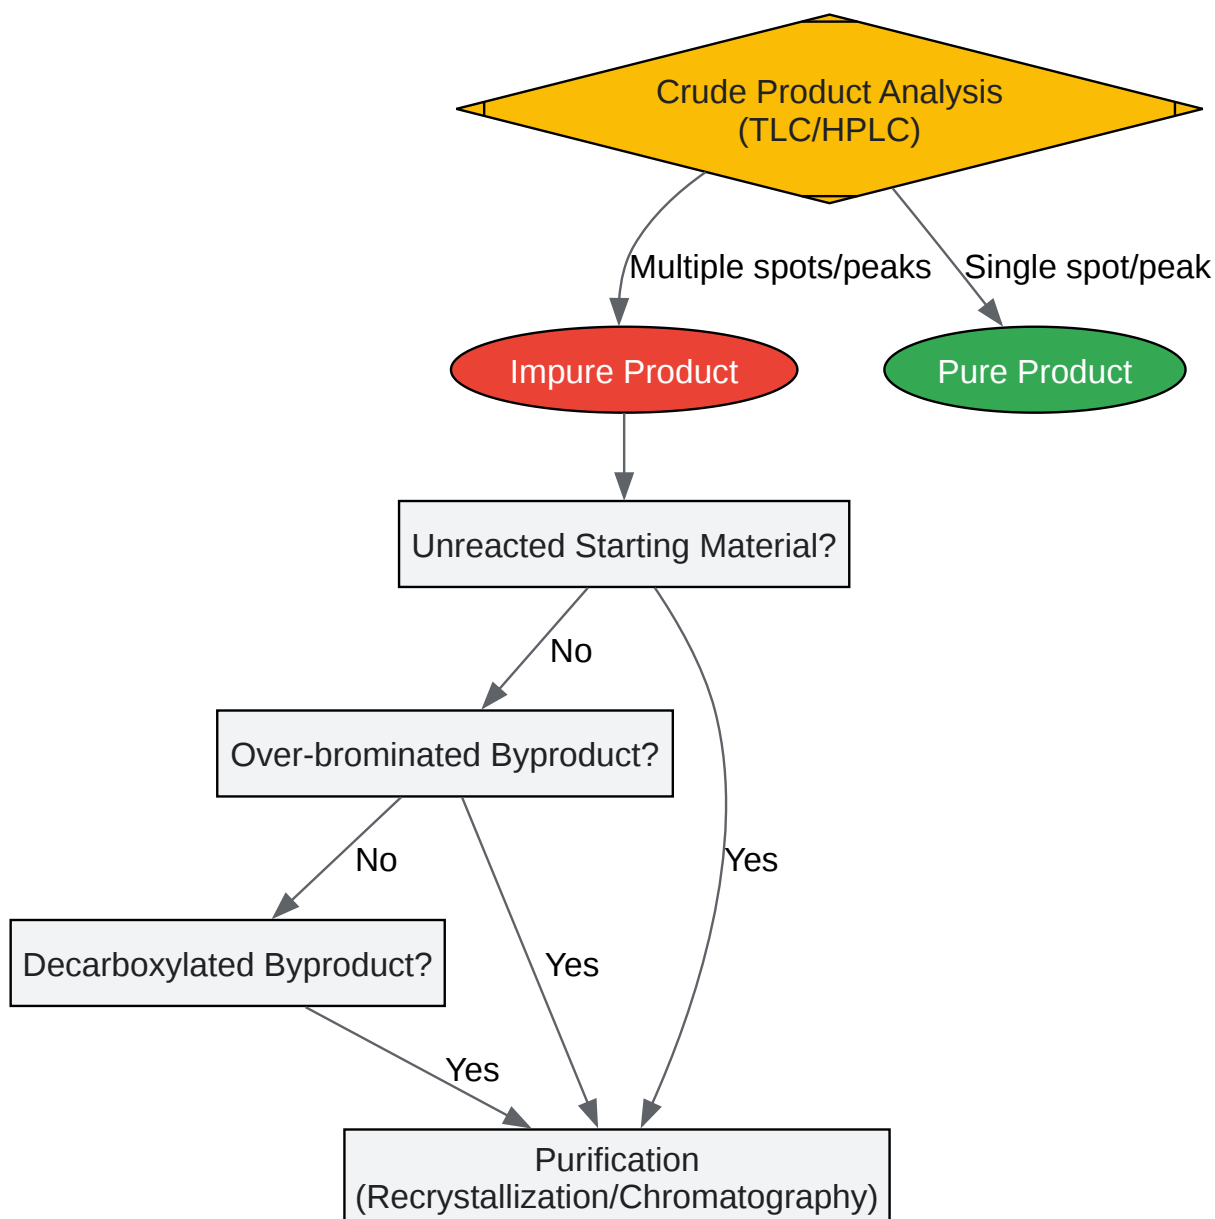 Crude Product Analysis
(TLC/HPLC)
Multiple spots/peaks
Single spot/peak
Impure Product
Pure Product
Unreacted Starting Material?
No
Over-brominated Byproduct?
No
Yes
Decarboxylated Byproduct?
Yes
Yes
Purification
(Recrystallization/Chromatography)